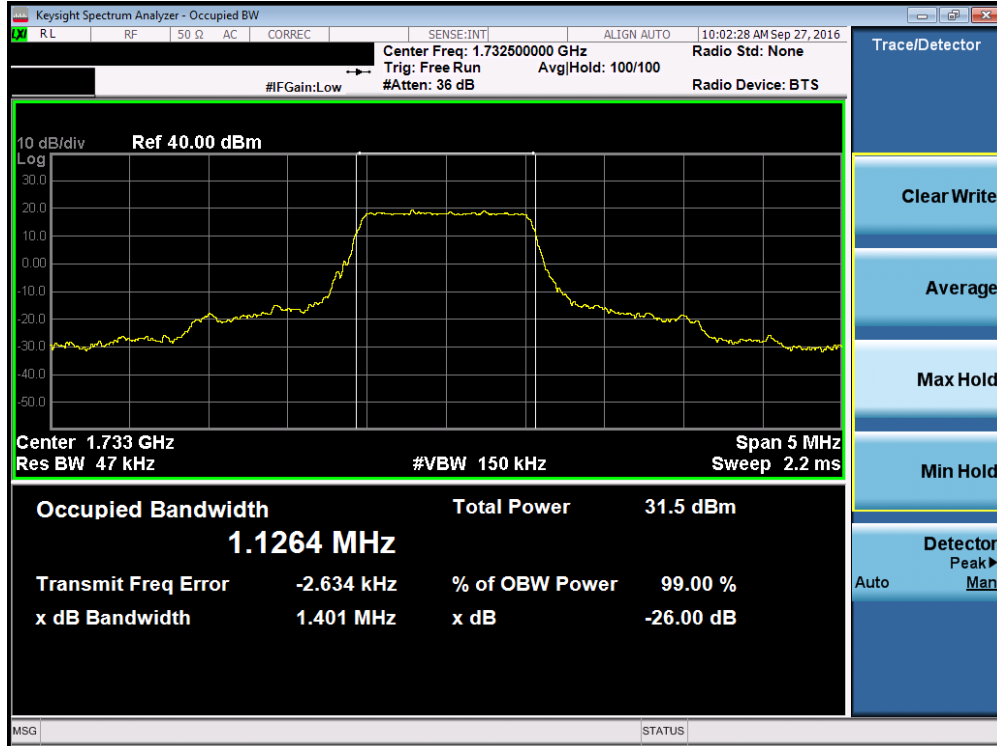 Keysight Spectrum Analyzer - Occupied BW
LXI RL RF 50 Ω AC CORREC SENSE:INT ALIGN AUTO 10:02:28 AM Sep 27, 2016
Center Freq: 1.732500000 GHz Radio Std: None
Trig: Free Run Avg|Hold: 100/100
#IFGain:Low #Atten: 36 dB Radio Device: BTS
10 dB/div Ref 40.00 dBm
Log
30.0
20.0
10.0
0.00
-10.0
-20.0
-30.0
-40.0
-50.0
Center 1.733 GHz Span 5 MHz
Res BW 47 kHz #VBW 150 kHz Sweep 2.2 ms
Occupied Bandwidth Total Power 31.5 dBm
1.1264 MHz
Transmit Freq Error -2.634 kHz % of OBW Power 99.00 %
x dB Bandwidth 1.401 MHz x dB -26.00 dB
MSG STATUS
Trace/Detector
Clear Write
Average
Max Hold
Min Hold
Detector
Peak▶
Auto Man